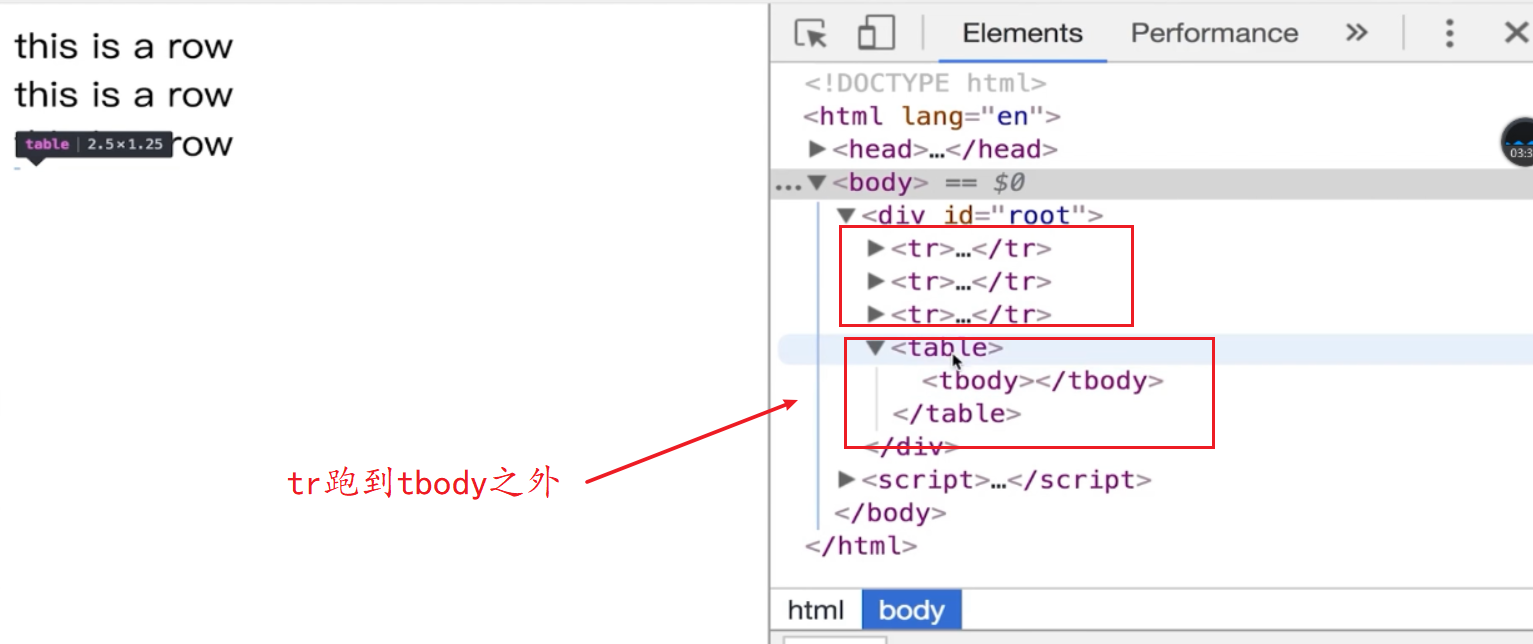 this is a row
this is a row
row
table 2.5×1.25
Elements Performance »
<!DOCTYPE html>
<html lang="en">
▶<head>…</head>
…▼<body> == $0
▼<div id="root">
▶<tr>…</tr>
▶<tr>…</tr>
▶<tr>…</tr>
▼<table>
<tbody></tbody>
</table>
</div>
▶<script>…</script>
</body>
</html>
tr跑到tbody之外
html body